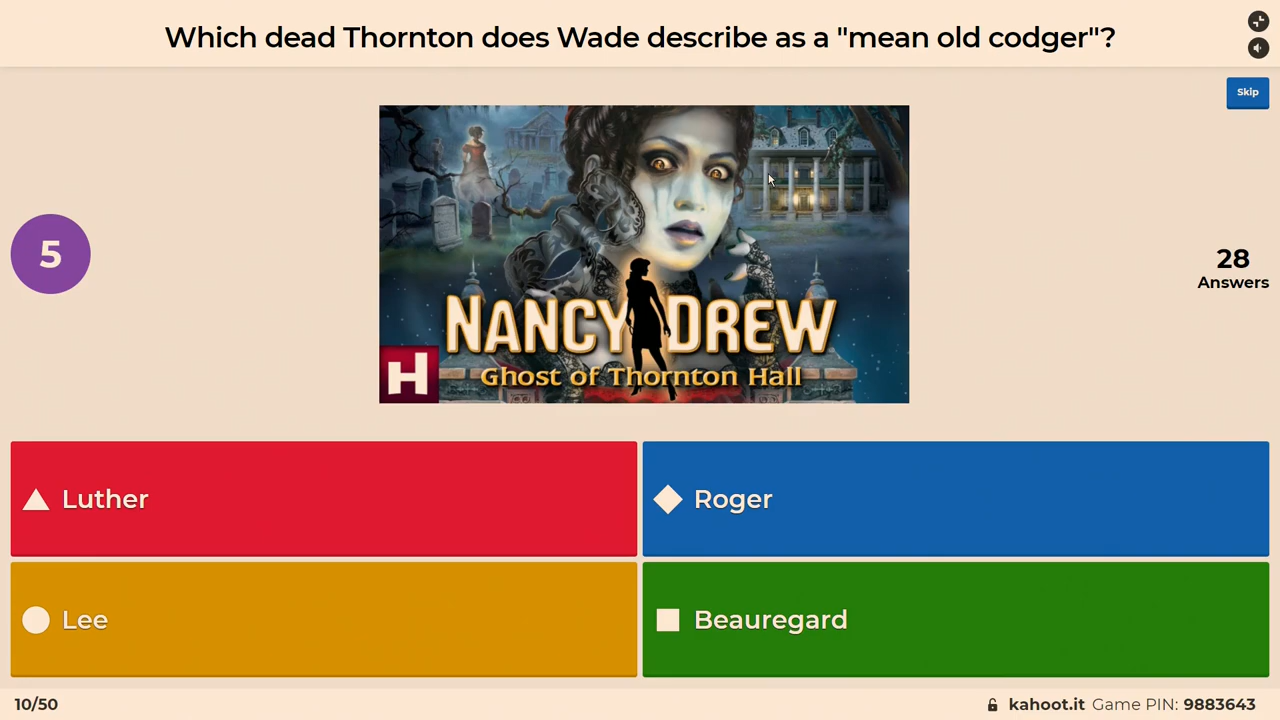 Which dead Thornton does Wade describe as a "mean old codger"?
Skip
5
28
Answers
NANCY DREW
Ghost of Thornton Hall
H
Luther
Roger
Lee
Beauregard
10/50
kahoot.it Game PIN: 9883643